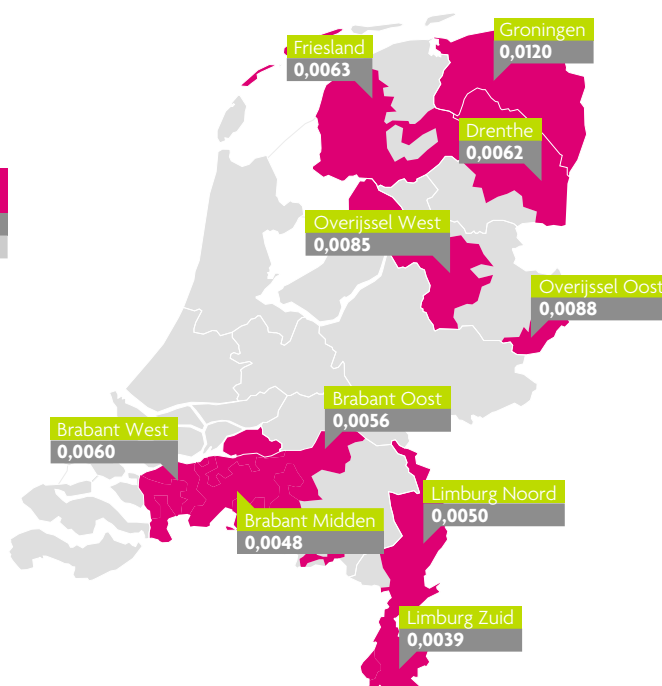 Groningen
0,0120
Friesland
0,0063
Drenthe
0,0062
Overijssel West
0,0085
Overijssel Oost
0,0088
Brabant Oost
0,0056
Brabant West
0,0060
Limburg Noord
0,0050
Brabant Midden
0,0048
Limburg Zuid
0,0039